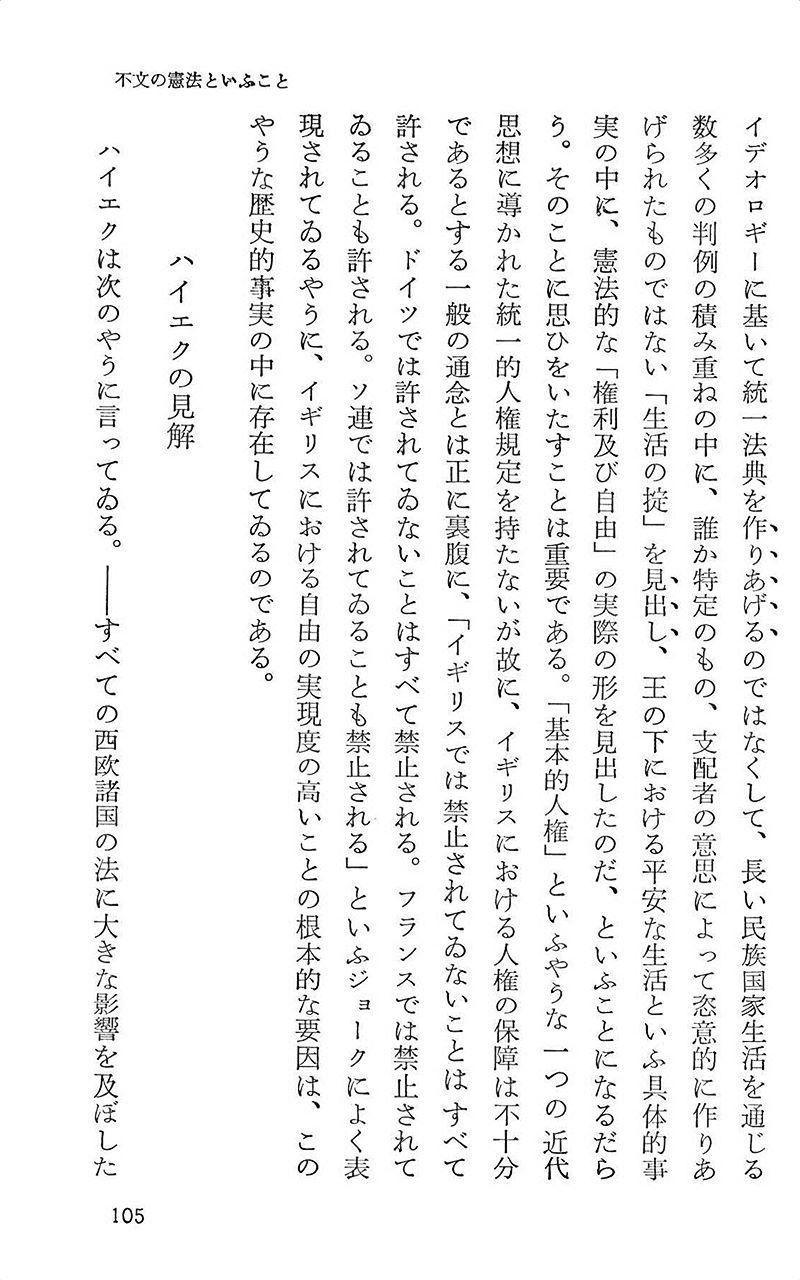 不文の憲法といふこと
イデオロギーに基いて統一法典を作りあげるのではなくして、長い民族国家生活を通じる
数多くの判例の積み重ねの中に、誰か特定のもの、支配者の意思によって恣意的に作りあ
げられたものではない「生活の掟」を見出し、王の下における平安な生活といふ具体的事
実の中に、憲法的な「権利及び自由」の実際の形を見出したのだ、といふことになるだら
う。そのことに思ひをいたすことは重要である。「基本的人権」といふやうな一つの近代
思想に導かれた統一的人権規定を持たないが故に、イギリスにおける人権の保障は不十分
であるとする一般の通念とは正に裏腹に、「イギリスでは禁止されてゐないことはすべて
許される。ドイツでは許されてゐないことはすべて禁止される。フランスでは禁止されて
ゐることも許される。ソ連では許されてゐることも禁止される」といふジョークによく表
現されてゐるやうに、イギリスにおける自由の実現度の高いことの根本的な要因は、この
やうな歴史的事実の中に存在してゐるのである。
ハイエクの見解
ハイエクは次のやうに言ってゐる。――すべての西欧諸国の法に大きな影響を及ぼした
105